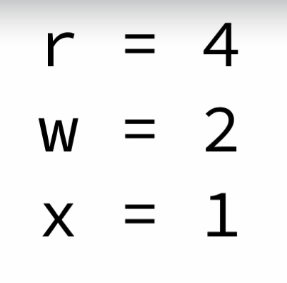 r = 4
w = 2
x = 1